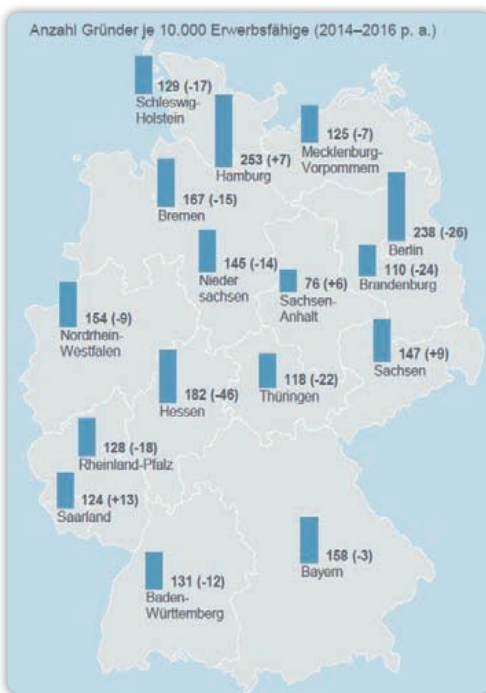 Anzahl Gründer je 10.000 Erwerbsfähige (2014–2016 p. a.)
129 (-17)
Schleswig-
Holstein
253 (+7)
Hamburg
125 (-7)
Mecklenburg-
Vorpommern
167 (-15)
Bremen
238 (-26)
Berlin
145 (-14)
Nieder
sachsen
76 (+6)
Sachsen-
Anhalt
110 (-24)
Brandenburg
154 (-9)
Nordrhein-
Westfalen
147 (+9)
Sachsen
182 (-46)
Hessen
118 (-22)
Thüringen
128 (-18)
Rheinland-Pfalz
124 (+13)
Saarland
158 (-3)
Bayern
131 (-12)
Baden-
Württemberg